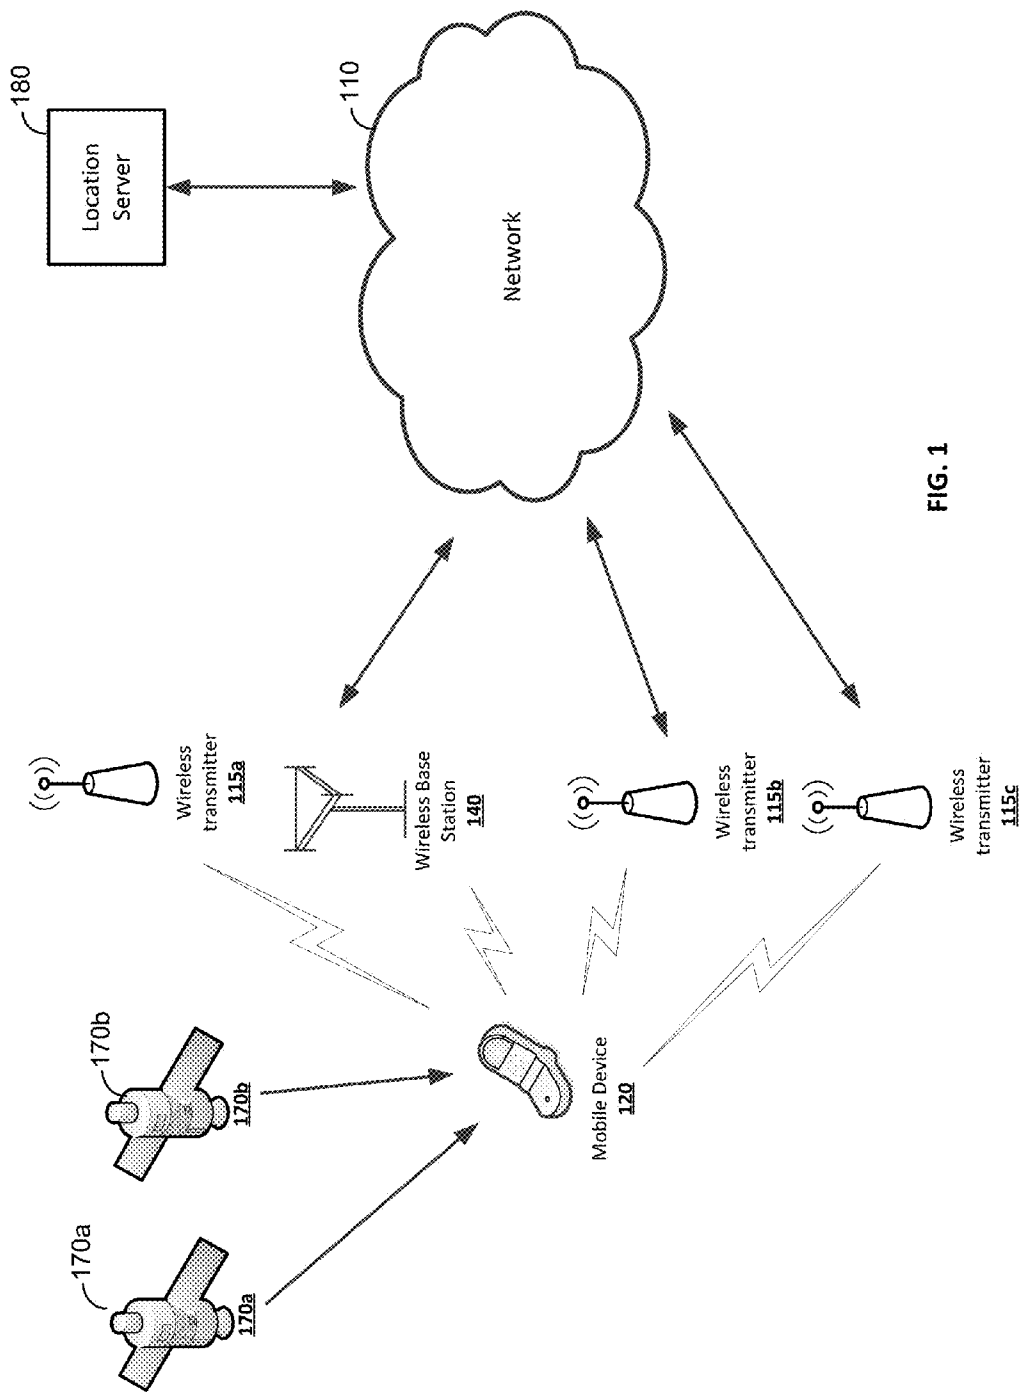 170a
170a
170b
170b
Mobile Device
120
Wireless
transmitter
115a
Wireless Base
Station
140
Wireless
transmitter
115b
Wireless
transmitter
115c
Network
110
Location
Server
180
FIG. 1